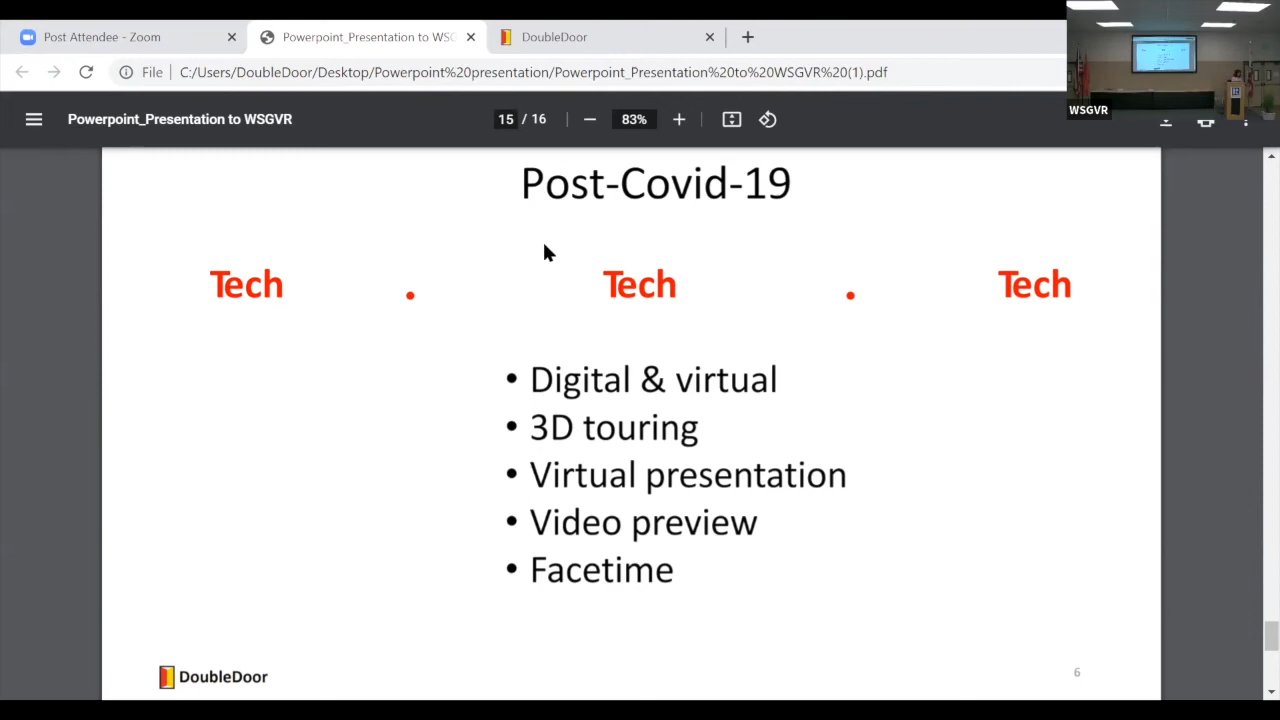 Post Attendee - Zoom
Powerpoint_Presentation to WSG
DoubleDoor
File
C:/Users/DoubleDoor/Desktop/Powerpoint%20presentation/Powerpoint_Presentation%20to%20WSGVR%20(1).pdf
WSGVR
Powerpoint_Presentation to WSGVR
15 / 16
83%
Post-Covid-19
Tech . Tech . Tech
• Digital & virtual
• 3D touring
• Virtual presentation
• Video preview
• Facetime
DoubleDoor
6